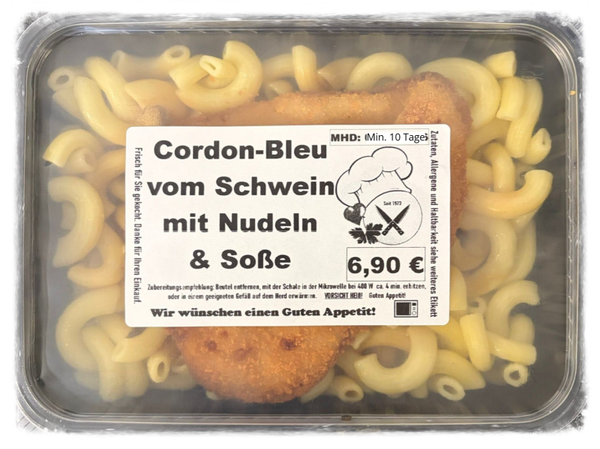 MHD: Min. 10 Tage
Cordon-Bleu
vom Schwein
mit Nudeln
& Soße
Seit 1973
6,90 €
Zubereitungsempfehlung: Beutel entfernen, mit der Schale in der Mikrowelle bei 400 W ca. 4 min. erhitzen,
oder in einem geeigneten Gefäß auf dem Herd erwärmen. VORSICHT HEIß! Guten Appetit!
Wir wünschen einen Guten Appetit!
Frisch für Sie gekocht. Danke für Ihren Einkauf.
Zutaten, Allergene und Haltbarkeit siehe weiteres Etikett